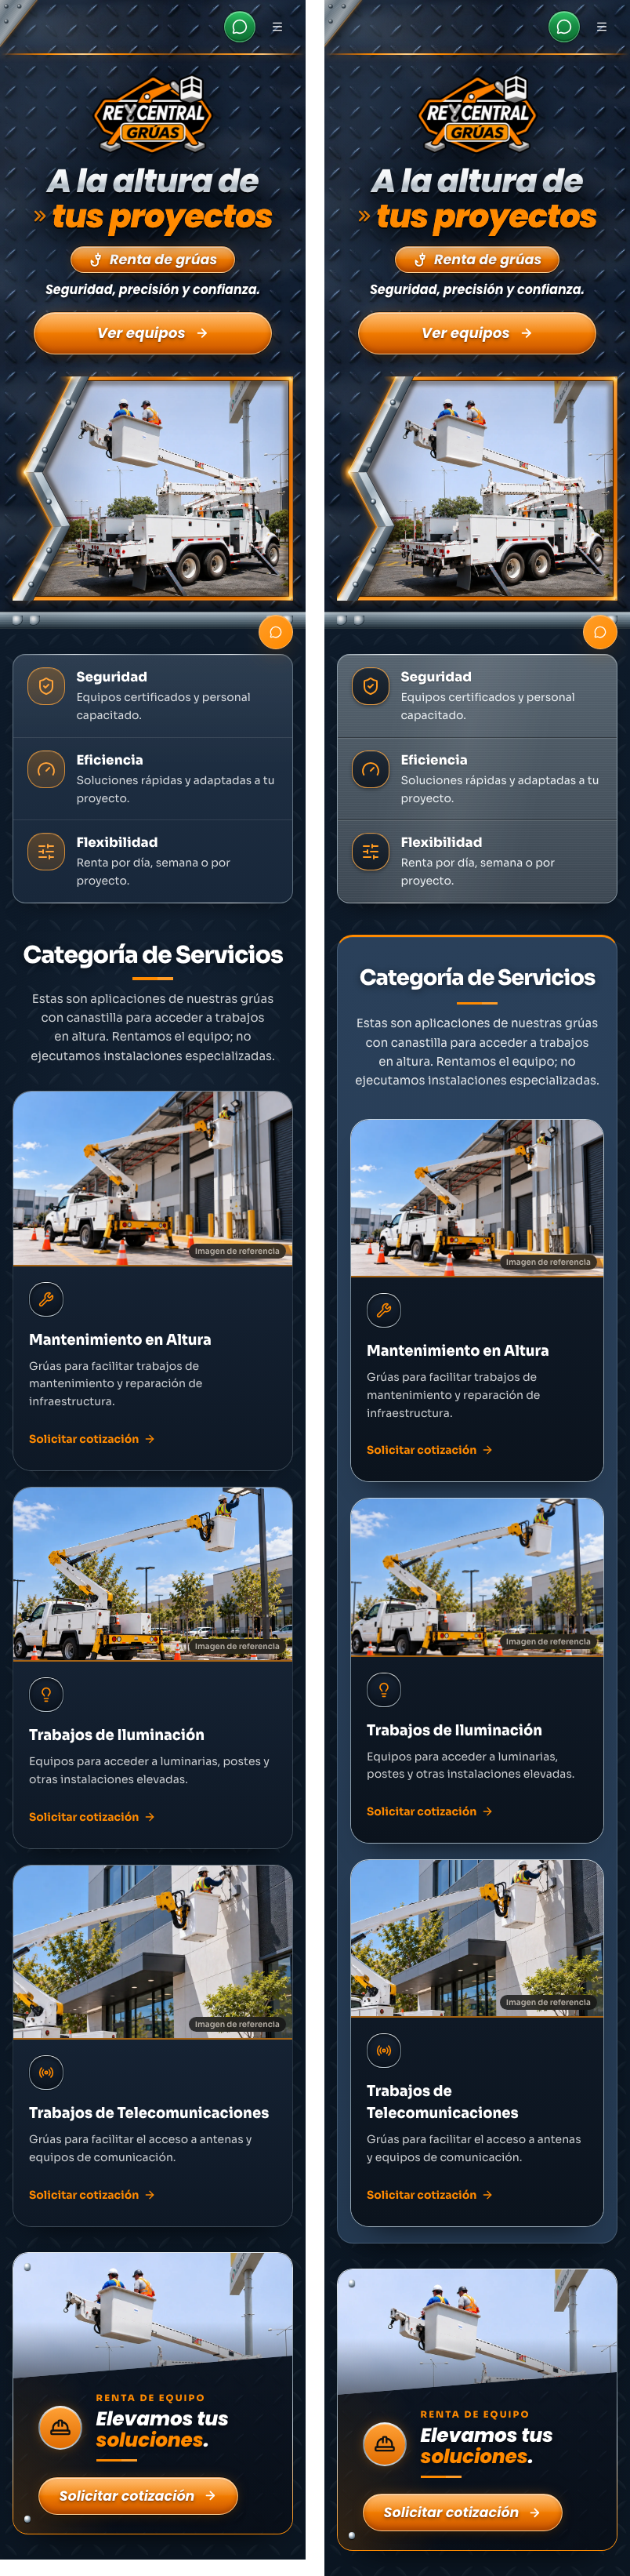 REY CENTRAL
GRÚAS
A la altura de
» tus proyectos
Renta de grúas
Seguridad, precisión y confianza.
Ver equipos →
Seguridad
Equipos certificados y personal
capacitado.
Eficiencia
Soluciones rápidas y adaptadas a tu
proyecto.
Flexibilidad
Renta por día, semana o por
proyecto.
Categoría de Servicios
Estas son aplicaciones de nuestras grúas
con canastilla para acceder a trabajos
en altura. Rentamos el equipo; no
ejecutamos instalaciones especializadas.
Imagen de referencia
Mantenimiento en Altura
Grúas para facilitar trabajos de
mantenimiento y reparación de
infraestructura.
Solicitar cotización →
Imagen de referencia
Trabajos de Iluminación
Equipos para acceder a luminarias, postes y
otras instalaciones elevadas.
Solicitar cotización →
Imagen de referencia
Trabajos de Telecomunicaciones
Grúas para facilitar el acceso a antenas y
equipos de comunicación.
Solicitar cotización →
RENTA DE EQUIPO
Elevamos tus
soluciones.
Solicitar cotización →
REY CENTRAL
GRÚAS
A la altura de
» tus proyectos
Renta de grúas
Seguridad, precisión y confianza.
Ver equipos →
Seguridad
Equipos certificados y personal
capacitado.
Eficiencia
Soluciones rápidas y adaptadas a tu
proyecto.
Flexibilidad
Renta por día, semana o por
proyecto.
Categoría de Servicios
Estas son aplicaciones de nuestras grúas
con canastilla para acceder a trabajos
en altura. Rentamos el equipo; no
ejecutamos instalaciones especializadas.
Imagen de referencia
Mantenimiento en Altura
Grúas para facilitar trabajos de
mantenimiento y reparación de
infraestructura.
Solicitar cotización →
Imagen de referencia
Trabajos de Iluminación
Equipos para acceder a luminarias,
postes y otras instalaciones elevadas.
Solicitar cotización →
Imagen de referencia
Trabajos de
Telecomunicaciones
Grúas para facilitar el acceso a antenas
y equipos de comunicación.
Solicitar cotización →
RENTA DE EQUIPO
Elevamos tus
soluciones.
Solicitar cotización →